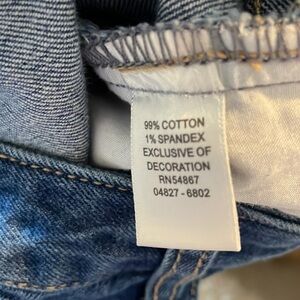 99% COTTON
1% SPANDEX
EXCLUSIVE OF
DECORATION
RN54867
04827 - 6802